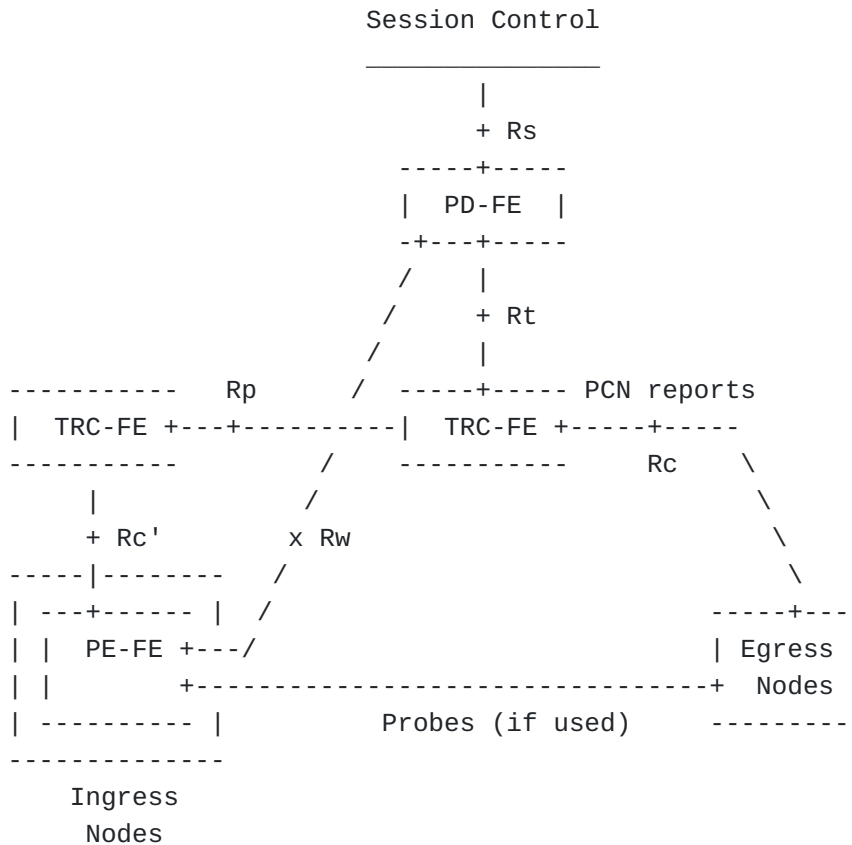 Session Control
_______________
|
+ Rs
-----+-----
|  PD-FE  |
-+---+-----
/    |
/     + Rt
/      |
-----------   Rp      /  -----+----- PCN reports
|  TRC-FE +---+----------|  TRC-FE +-----+-----
-----------         /    -----------     Rc    \
|             /                             \
+ Rc'        x Rw                            \
-----|--------   /                                 \
| ---+------ |  /                             -----+---
| |  PE-FE +---/                              | Egress
| |        +---------------------------------+  Nodes
| ---------- |          Probes (if used)     ---------
--------------
Ingress
Nodes